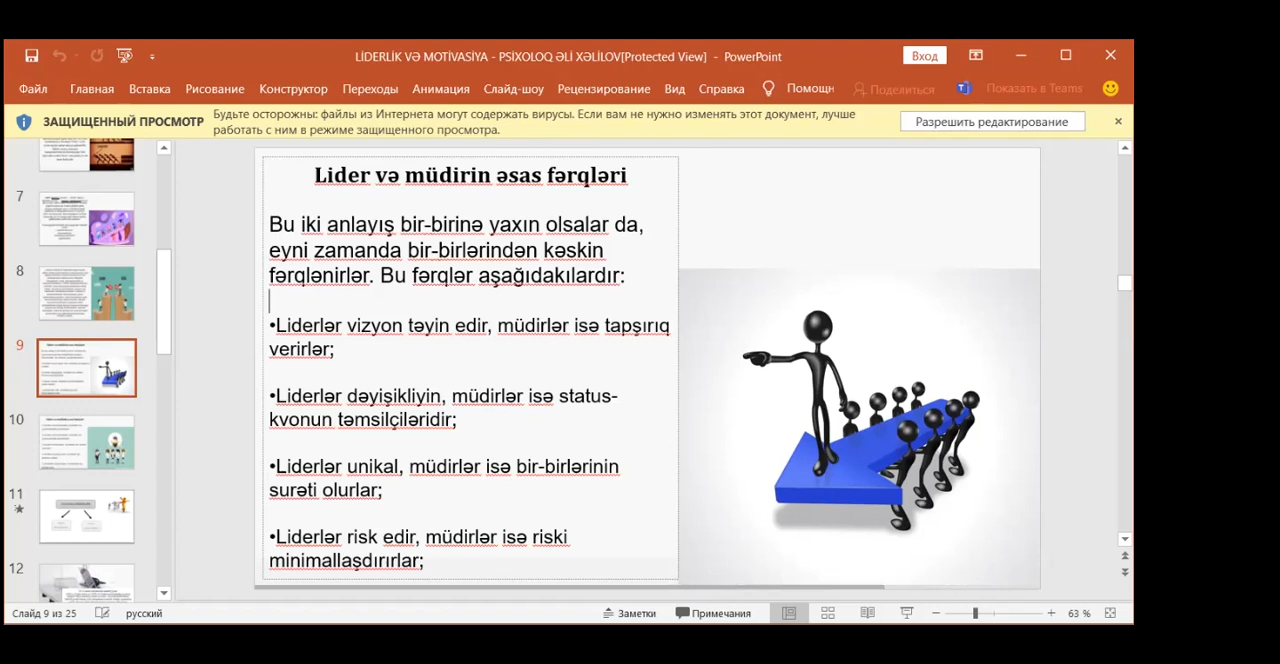 LİDERLİK VƏ MOTİVASİYA - PSİXOLOQ ƏLİ XƏLİLOV[Protected View] - PowerPoint
Вход
Файл Главная Вставка Рисование Конструктор Переходы Анимация Слайд-шоу Рецензирование Вид Справка Помощн Поделиться Показать в Teams
ЗАЩИЩЕННЫЙ ПРОСМОТР
Будьте осторожны: файлы из Интернета могут содержать вирусы. Если вам не нужно изменять этот документ, лучше
работать с ним в режиме защищенного просмотра.
Разрешить редактирование
7
8
9
10
11
12
Lider və müdirin əsas fərqləri
Bu iki anlayış bir-birinə yaxın olsalar da,
eyni zamanda bir-birlərindən kəskin
fərqlənirlər. Bu fərqlər aşağıdakılardır:
•Liderlər vizyon təyin edir, müdirlər isə tapşırıq
verirlər;
•Liderlər dəyişikliyin, müdirlər isə status-
kvonun təmsilçiləridir;
•Liderlər unikal, müdirlər isə bir-birlərinin
surəti olurlar;
•Liderlər risk edir, müdirlər isə riski
minimallaşdırırlar;
Слайд 9 из 25 русский Заметки Примечания 63 %